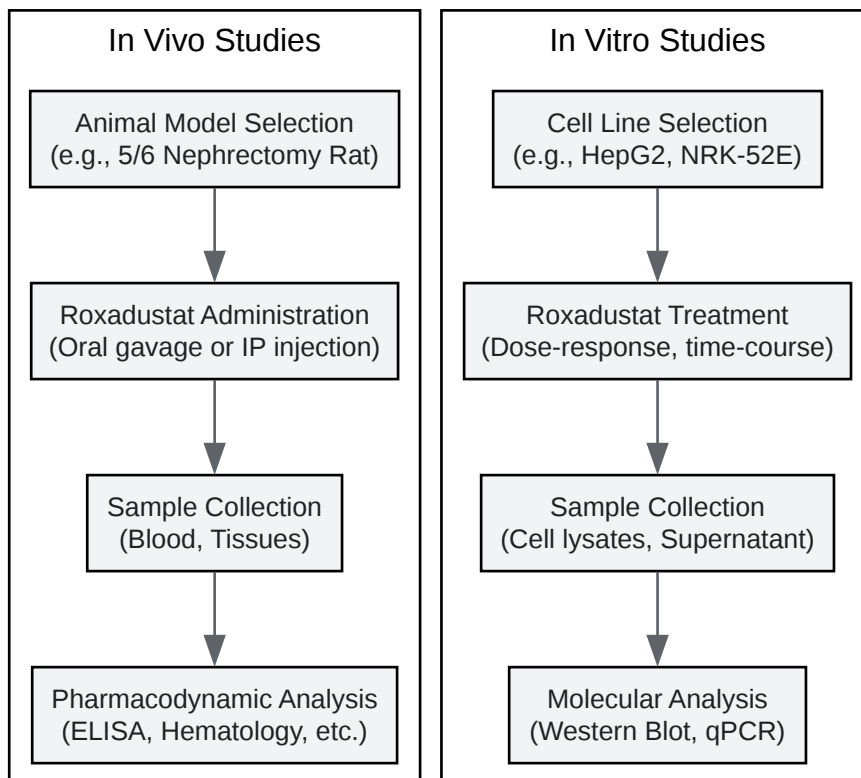 In Vivo Studies
Animal Model Selection
(e.g., 5/6 Nephrectomy Rat)
Roxadustat Administration
(Oral gavage or IP injection)
Sample Collection
(Blood, Tissues)
Pharmacodynamic Analysis
(ELISA, Hematology, etc.)
In Vitro Studies
Cell Line Selection
(e.g., HepG2, NRK-52E)
Roxadustat Treatment
(Dose-response, time-course)
Sample Collection
(Cell lysates, Supernatant)
Molecular Analysis
(Western Blot, qPCR)